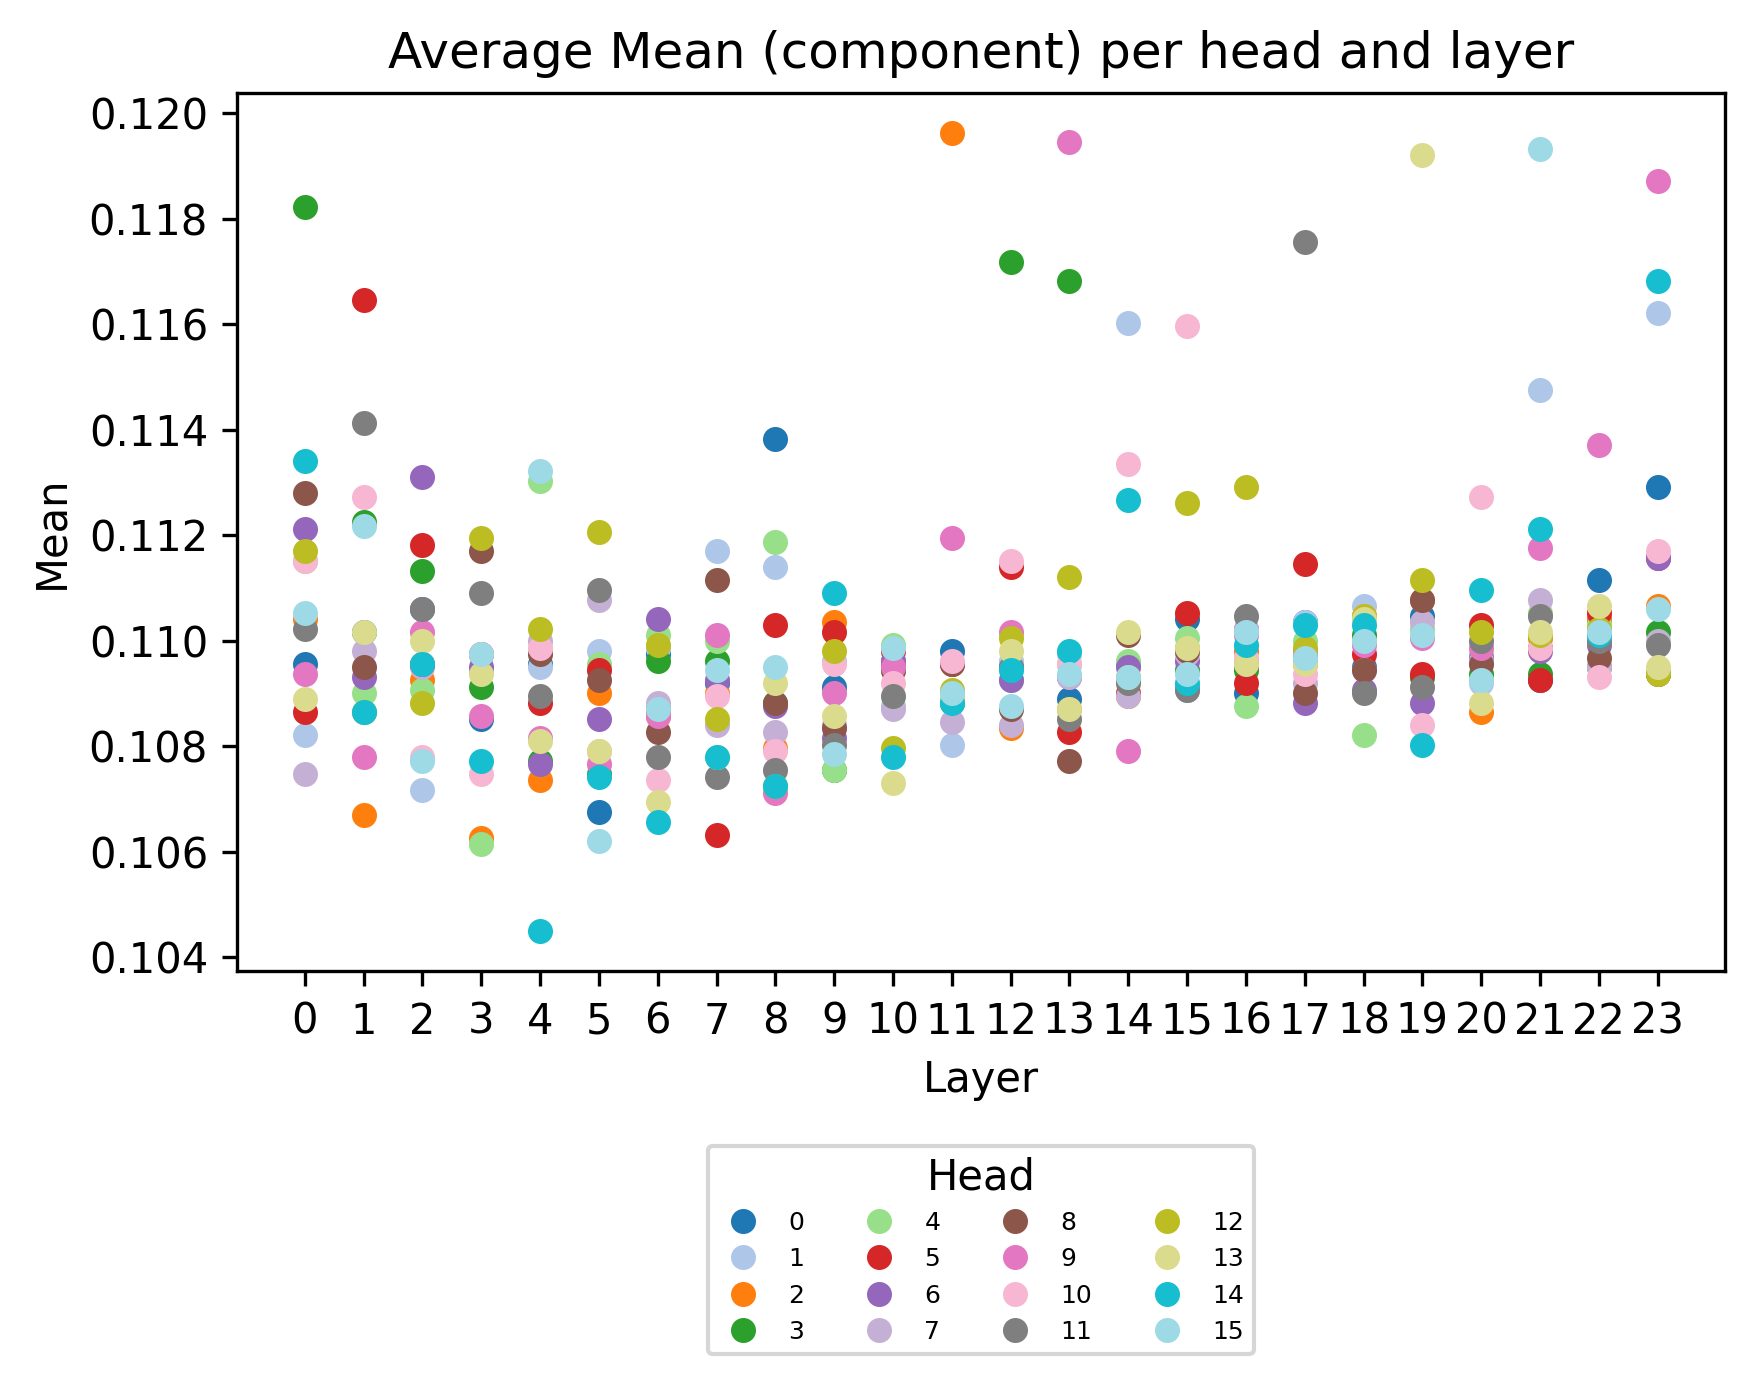 Average Mean (component) per head and layer
0.120
0.118
0.116
0.114
0.112
0.110
0.108
0.106
0.104
Mean
0 1 2 3 4 5 6 7 8 9 10 11 12 13 14 15 16 17 18 19 20 21 22 23
Layer
Head
0 4 8 12
1 5 9 13
2 6 10 14
3 7 11 15